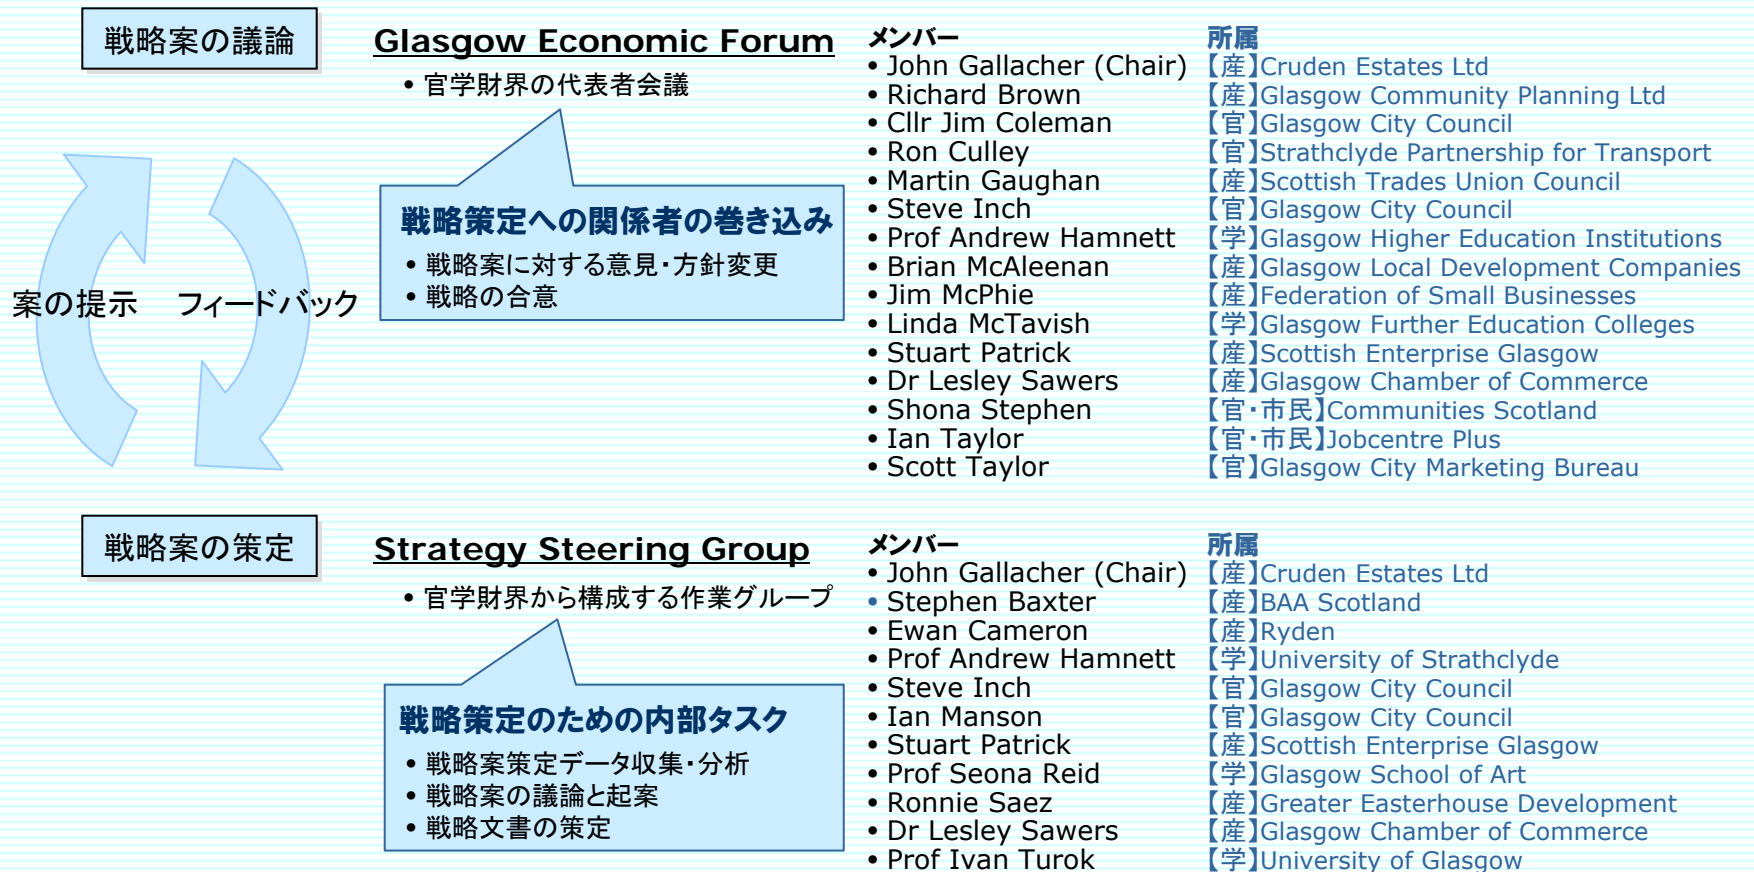 戦略案の議論
Glasgow Economic Forum
• 官学財界の代表者会議
戦略策定への関係者の巻き込み
• 戦略案に対する意見・方針変更
• 戦略の合意
案の提示 フィードバック
メンバー 所属
• John Gallacher (Chair) 【産】Cruden Estates Ltd
• Richard Brown 【産】Glasgow Community Planning Ltd
• Cllr Jim Coleman 【官】Glasgow City Council
• Ron Culley 【官】Strathclyde Partnership for Transport
• Martin Gaughan 【産】Scottish Trades Union Council
• Steve Inch 【官】Glasgow City Council
• Prof Andrew Hamnett 【学】Glasgow Higher Education Institutions
• Brian McAleenan 【産】Glasgow Local Development Companies
• Jim McPhie 【産】Federation of Small Businesses
• Linda McTavish 【学】Glasgow Further Education Colleges
• Stuart Patrick 【産】Scottish Enterprise Glasgow
• Dr Lesley Sawers 【産】Glasgow Chamber of Commerce
• Shona Stephen 【官・市民】Communities Scotland
• Ian Taylor 【官・市民】Jobcentre Plus
• Scott Taylor 【官】Glasgow City Marketing Bureau
戦略案の策定
Strategy Steering Group
• 官学財界から構成する作業グループ
戦略策定のための内部タスク
• 戦略案策定データ収集・分析
• 戦略案の議論と起案
• 戦略文書の策定
メンバー 所属
• John Gallacher (Chair) 【産】Cruden Estates Ltd
• Stephen Baxter 【産】BAA Scotland
• Ewan Cameron 【産】Ryden
• Prof Andrew Hamnett 【学】University of Strathclyde
• Steve Inch 【官】Glasgow City Council
• Ian Manson 【官】Glasgow City Council
• Stuart Patrick 【産】Scottish Enterprise Glasgow
• Prof Seona Reid 【学】Glasgow School of Art
• Ronnie Saez 【産】Greater Easterhouse Development
• Dr Lesley Sawers 【産】Glasgow Chamber of Commerce
• Prof Ivan Turok 【学】University of Glasgow